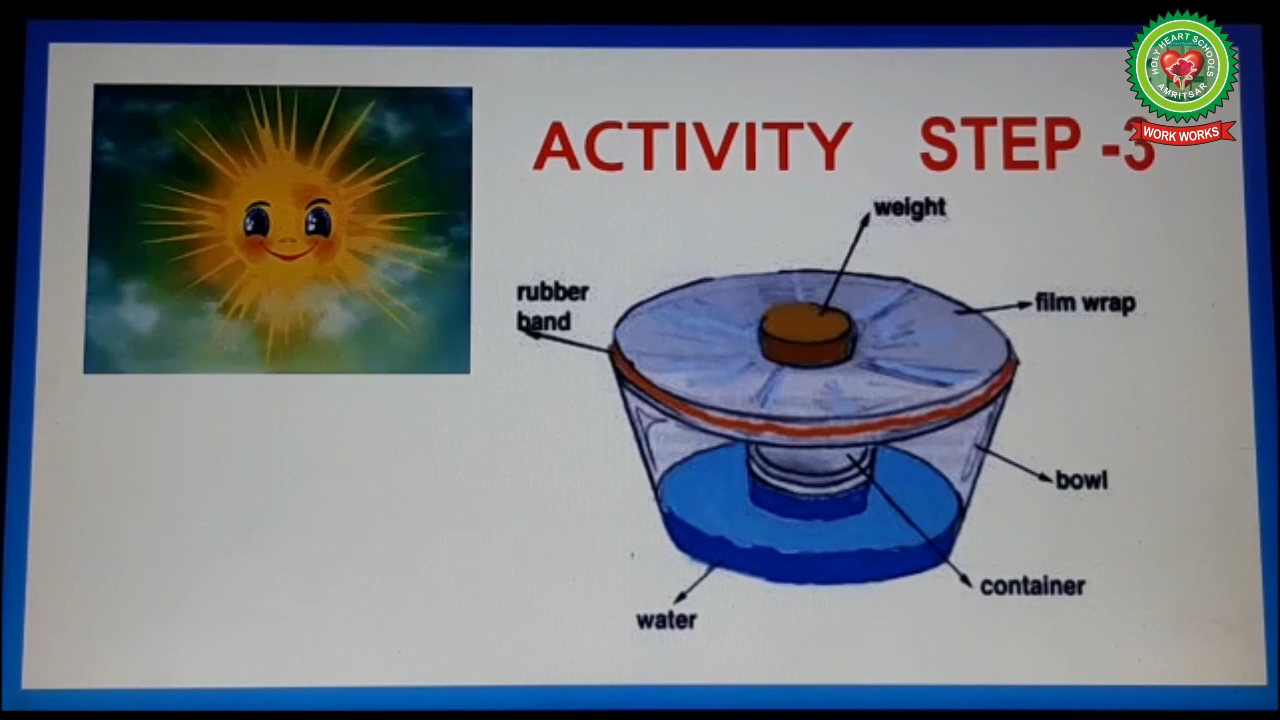 HOLY HEART SCHOOLS
AMRITSAR
WORK WORKS
ACTIVITY STEP -3
weight
rubber
band
film wrap
bowl
container
water